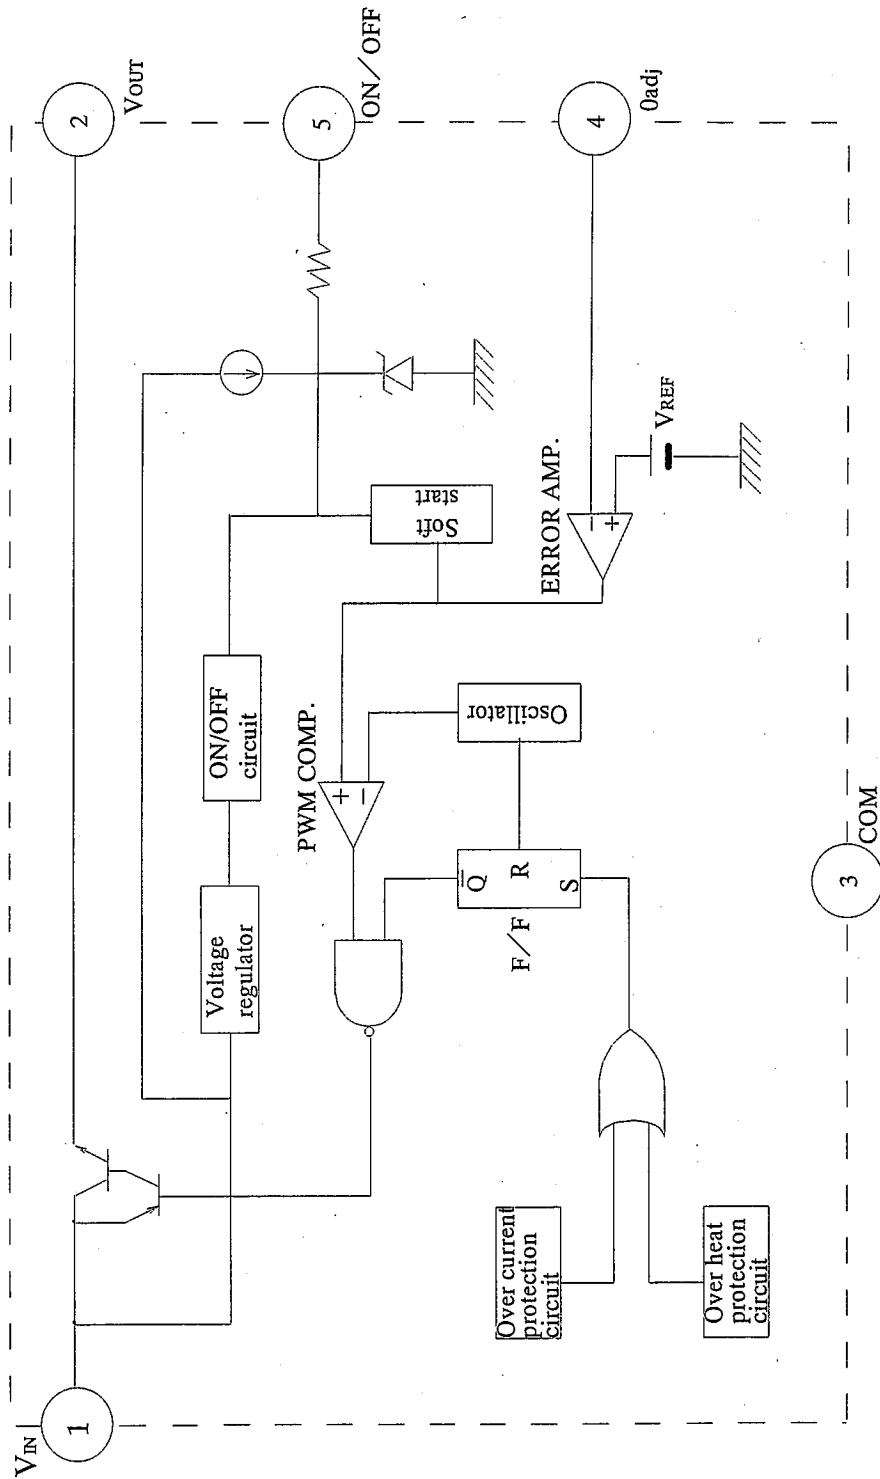 VIN
1
2
VOUT
Voltage
regulator
ON/OFF
circuit
5
ON/OFF
Soft
start
PWM COMP.
+
−
ERROR AMP.
−
+
4
0adj
VREF
Oscillator
F/F
Q̅
R
S
Over current
protection
circuit
Over heat
protection
circuit
3
COM